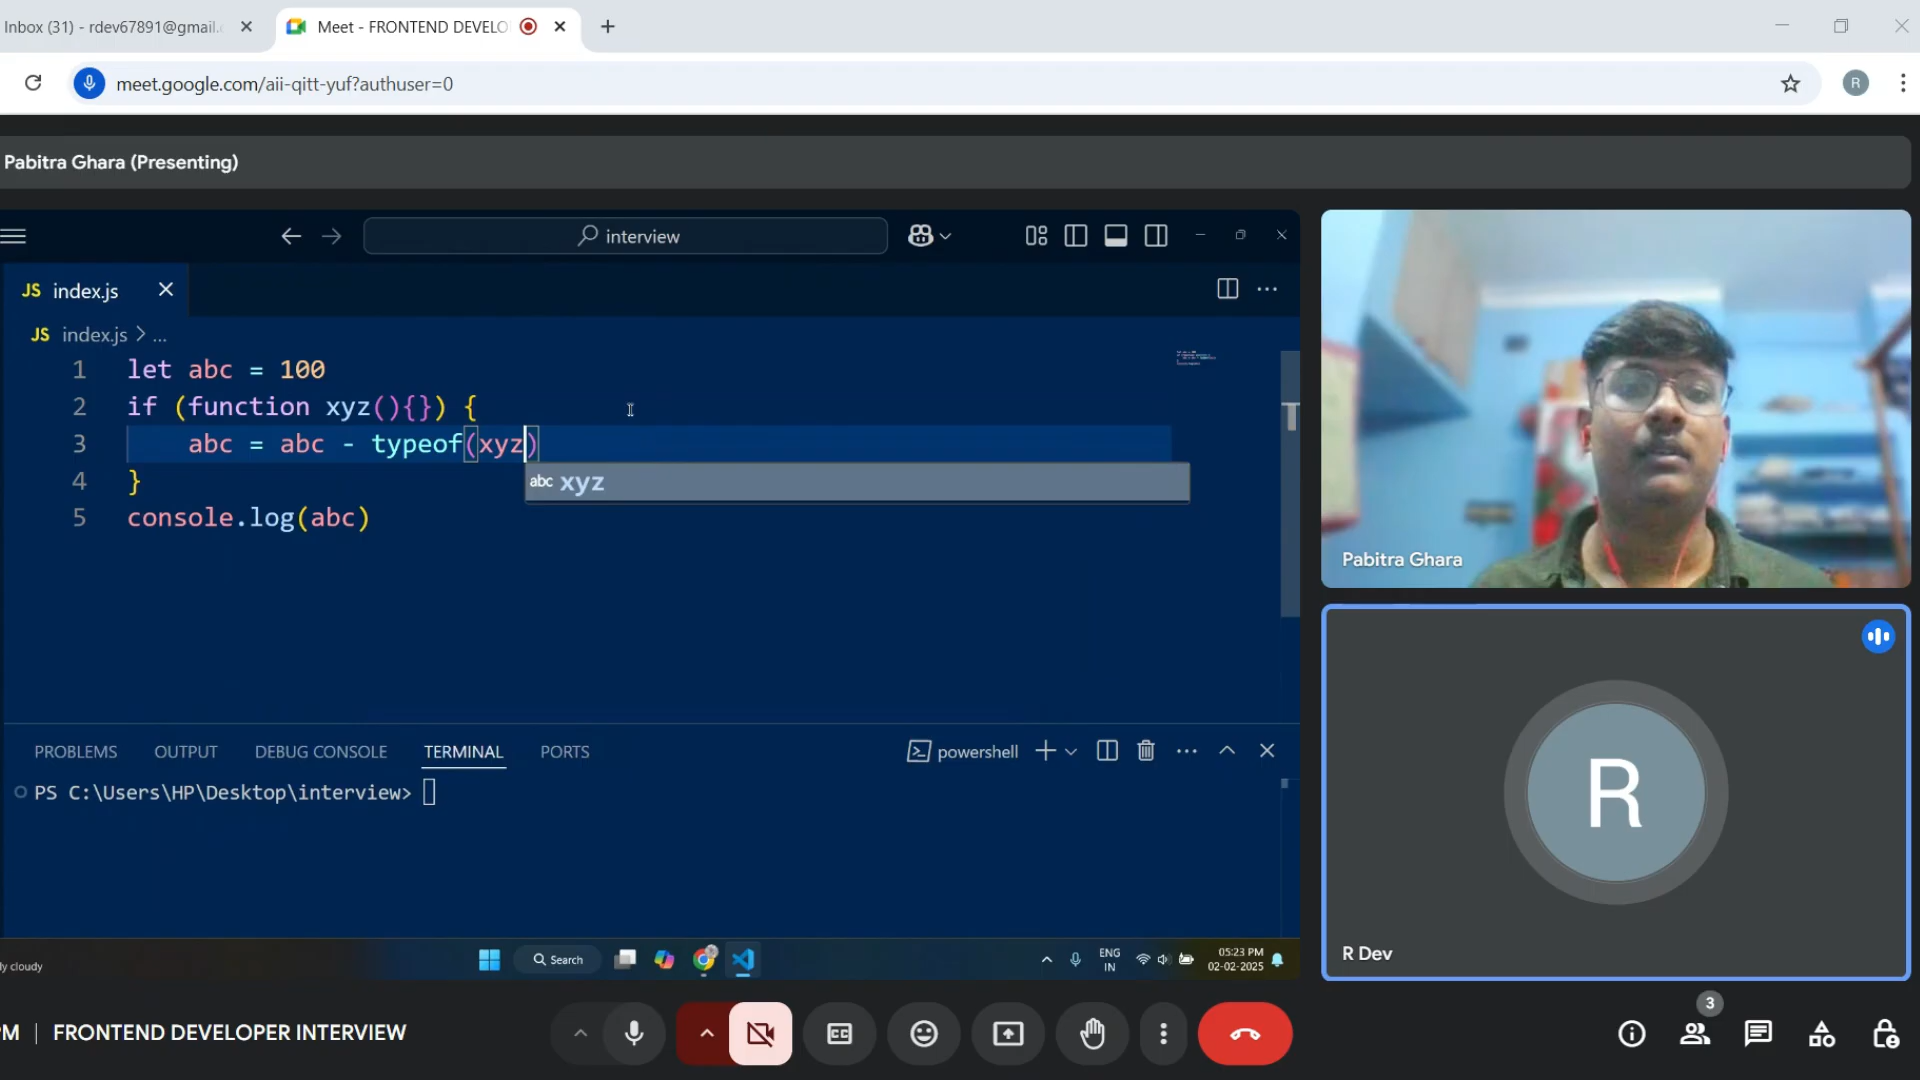 Inbox (31) - rdev67891@gmail.
Meet - FRONTEND DEVELO
meet.google.com/aii-qitt-yuf?authuser=0
R
Pabitra Ghara (Presenting)
interview
JS index.js
JS index.js > ...
1 let abc = 100
2 if (function xyz(){}) {
3 abc = abc - typeof(xyz)
abc xyz
4 }
5 console.log(abc)
Pabitra Ghara
PROBLEMS OUTPUT DEBUG CONSOLE TERMINAL PORTS
powershell
PS C:\Users\HP\Desktop\interview>
R
R Dev
y cloudy
Search
ENG
IN
05:23 PM
02-02-2025
M | FRONTEND DEVELOPER INTERVIEW
CC
3